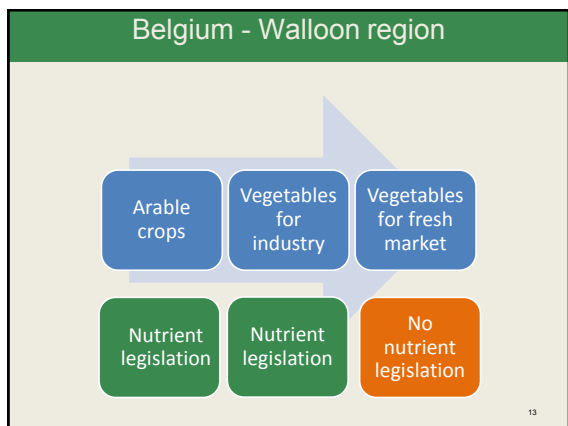 Belgium - Walloon region
Arable
crops
Vegetables
for
industry
Vegetables
for fresh
market
Nutrient
legislation
Nutrient
legislation
No
nutrient
legislation
13